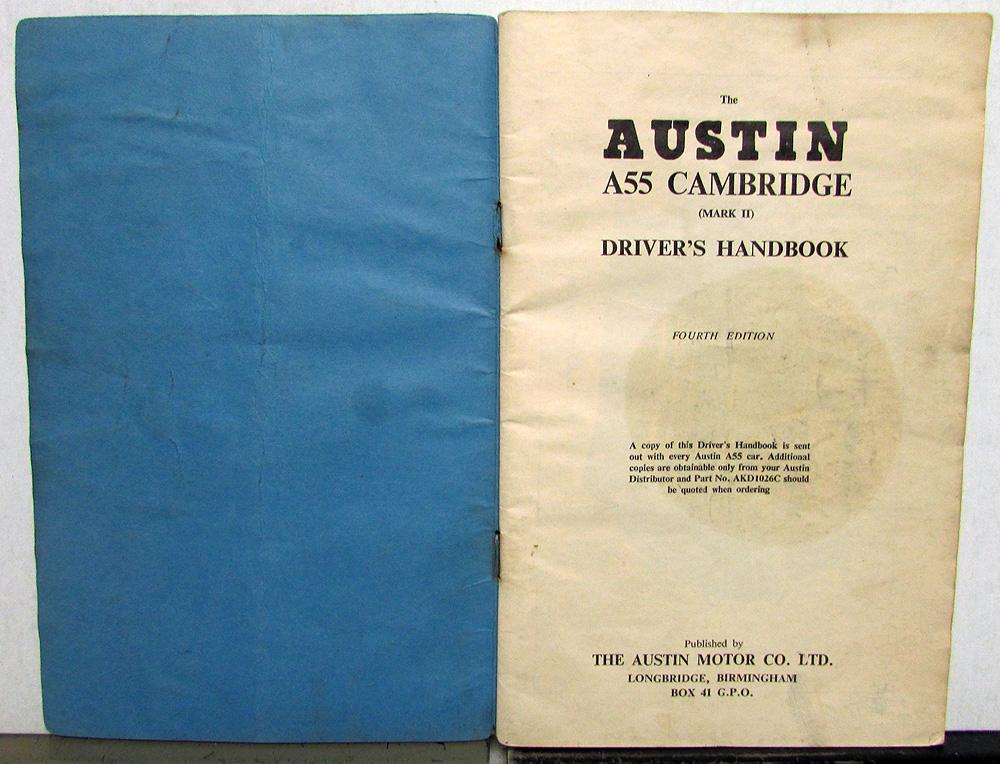 The
AUSTIN
A55 CAMBRIDGE
(MARK II)
DRIVER'S HANDBOOK
FOURTH EDITION
A copy of this Driver's Handbook is sent
out with every Austin A55 car. Additional
copies are obtainable only from your Austin
Distributor and Part No. AKD1026C should
be quoted when ordering
Published by
THE AUSTIN MOTOR CO. LTD.
LONGBRIDGE, BIRMINGHAM
BOX 41 G.P.O.